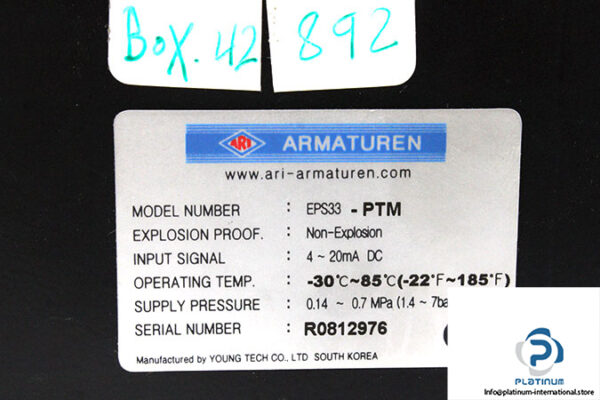 Box.42
892
ARI ARMATUREN
www.ari-armaturen.com
MODEL NUMBER : EPS33 - PTM
EXPLOSION PROOF. : Non-Explosion
INPUT SIGNAL : 4 ~ 20mA DC
OPERATING TEMP. : -30℃~85℃(-22°F~185°F)
SUPPLY PRESSURE : 0.14 ~ 0.7 MPa (1.4 ~ 7ba
SERIAL NUMBER : R0812976
Manufactured by YOUNG TECH CO., LTD SOUTH KOREA
PLATINUM
Info@platinum-international.store